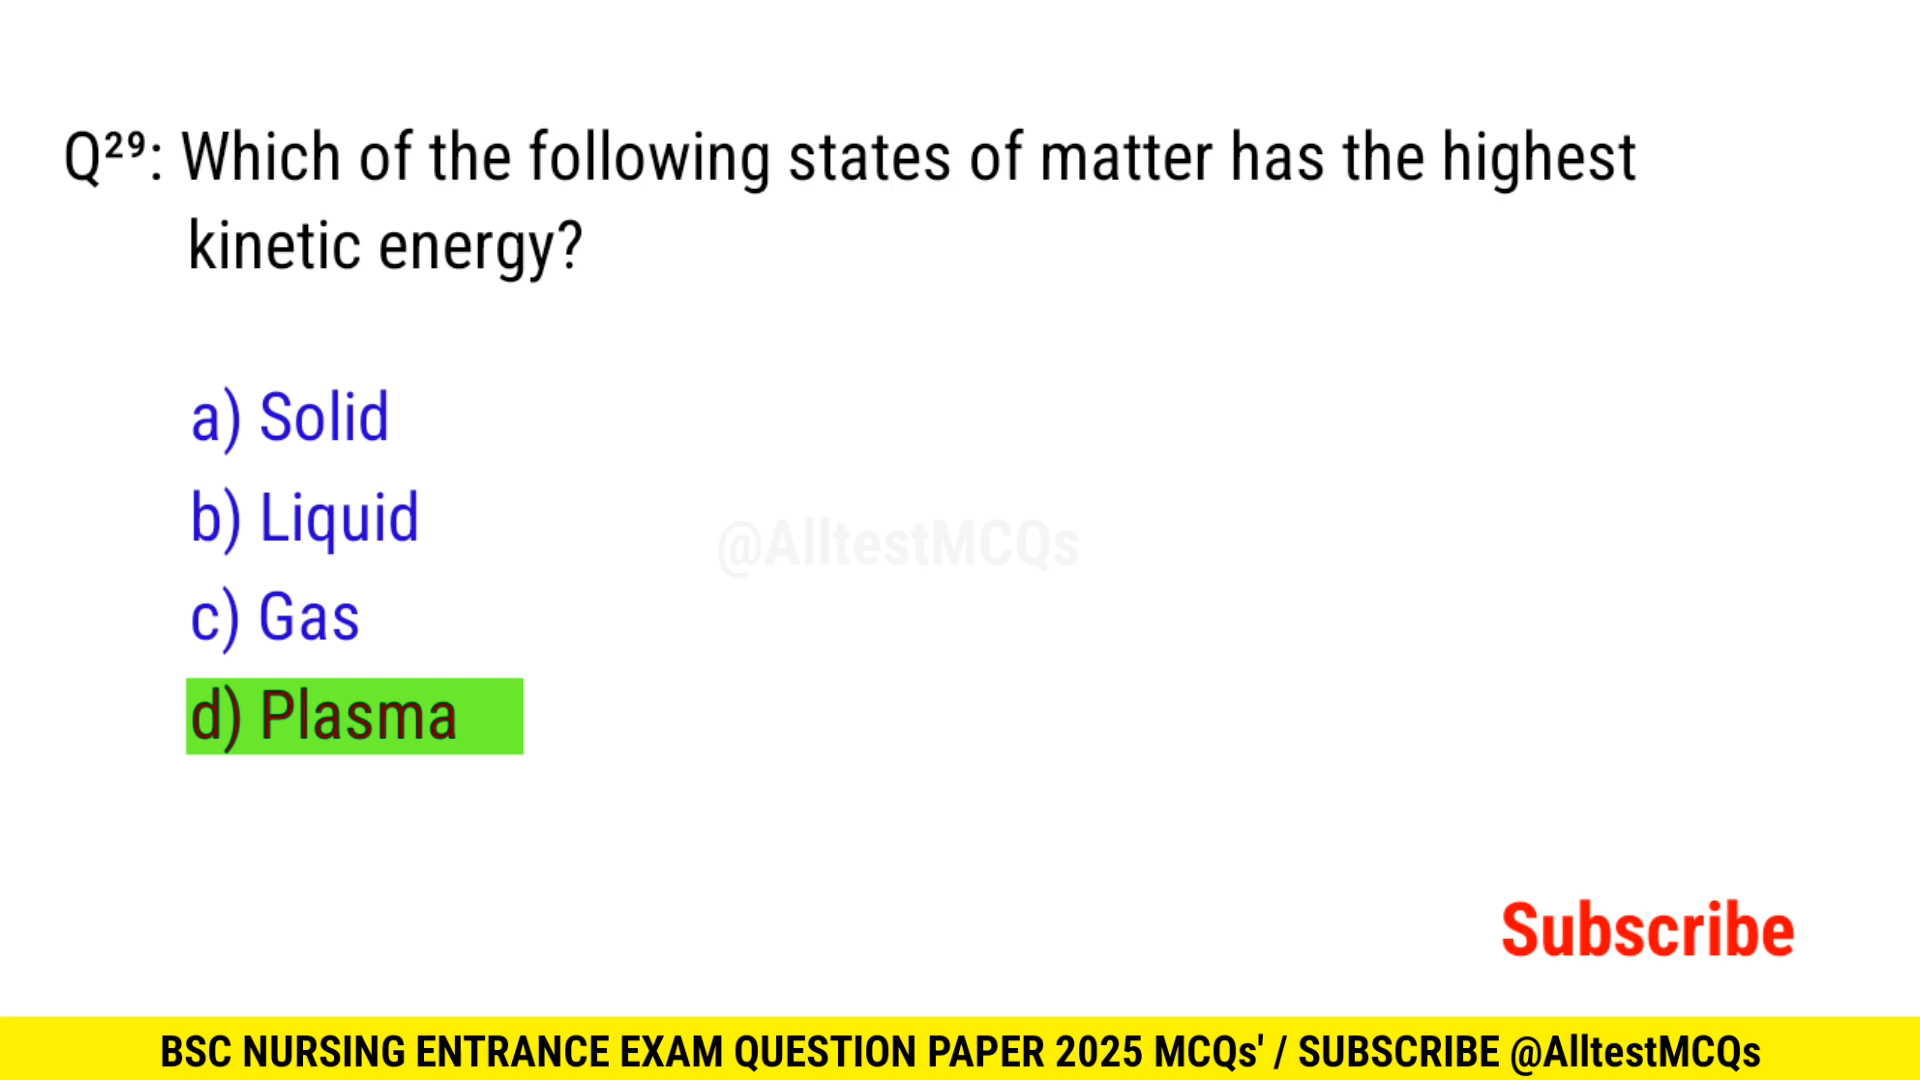 Q²⁹: Which of the following states of matter has the highest
kinetic energy?
a) Solid
b) Liquid
@AlltestMCQs
c) Gas
d) Plasma
Subscribe
BSC NURSING ENTRANCE EXAM QUESTION PAPER 2025 MCQs' / SUBSCRIBE @AlltestMCQs